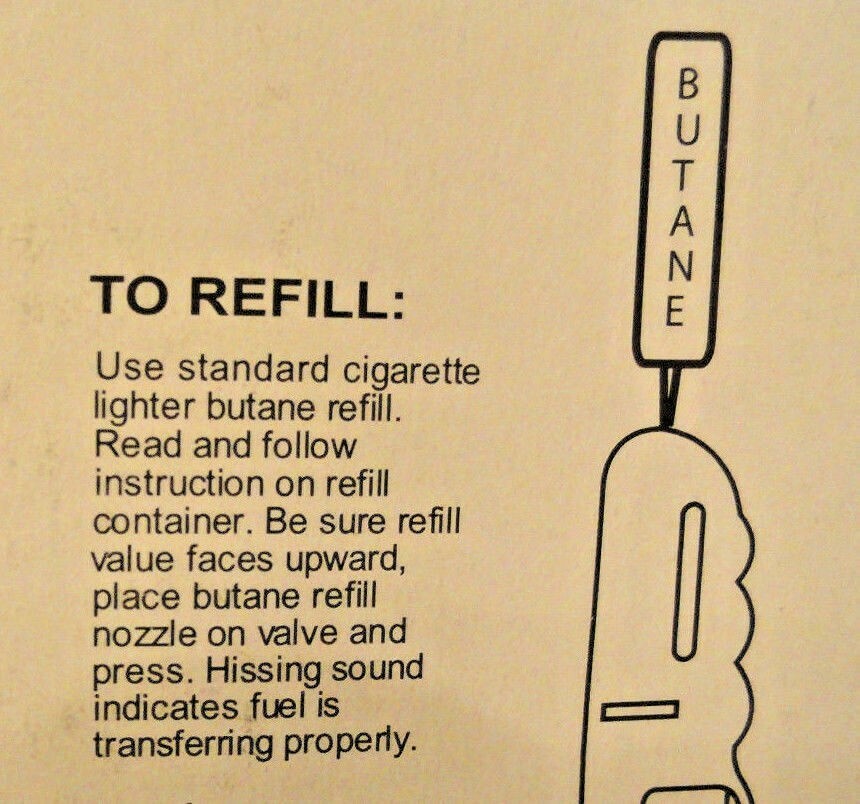 BUTANE
TO REFILL:
Use standard cigarette
lighter butane refill.
Read and follow
instruction on refill
container. Be sure refill
value faces upward,
place butane refill
nozzle on valve and
press. Hissing sound
indicates fuel is
transferring properly.